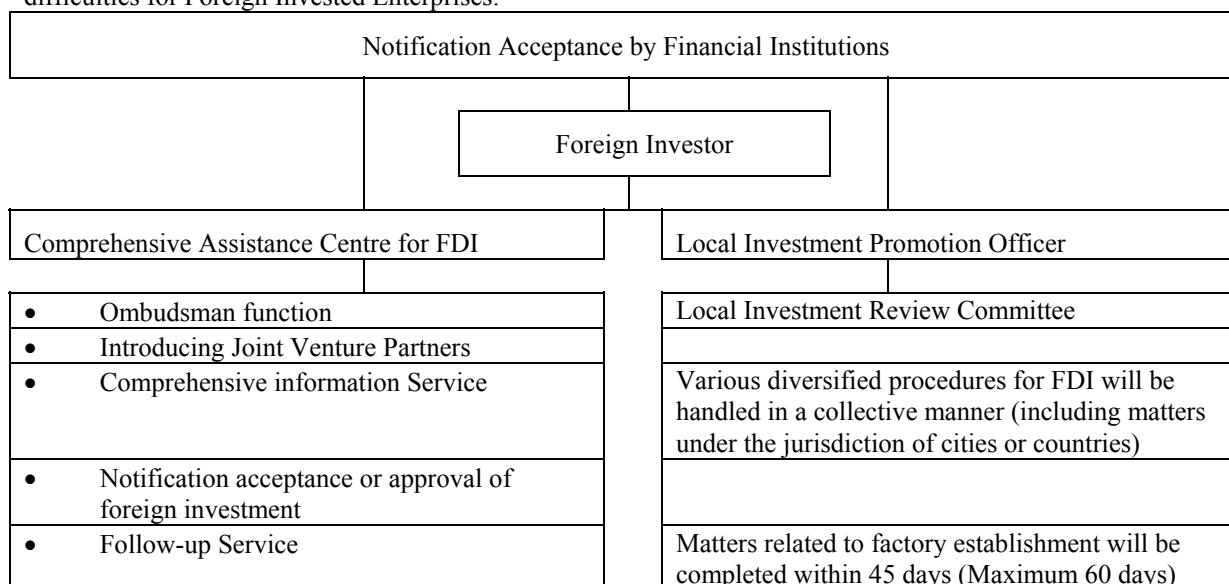 difficulties for Foreign Invested Enterprises.
Notification Acceptance by Financial Institutions
Foreign Investor
Comprehensive Assistance Centre for FDI
Local Investment Promotion Officer
• Ombudsman function
• Introducing Joint Venture Partners
• Comprehensive information Service
• Notification acceptance or approval of
foreign investment
• Follow-up Service
Local Investment Review Committee
Various diversified procedures for FDI will be
handled in a collective manner (including matters
under the jurisdiction of cities or countries)
Matters related to factory establishment will be
completed within 45 days (Maximum 60 days)